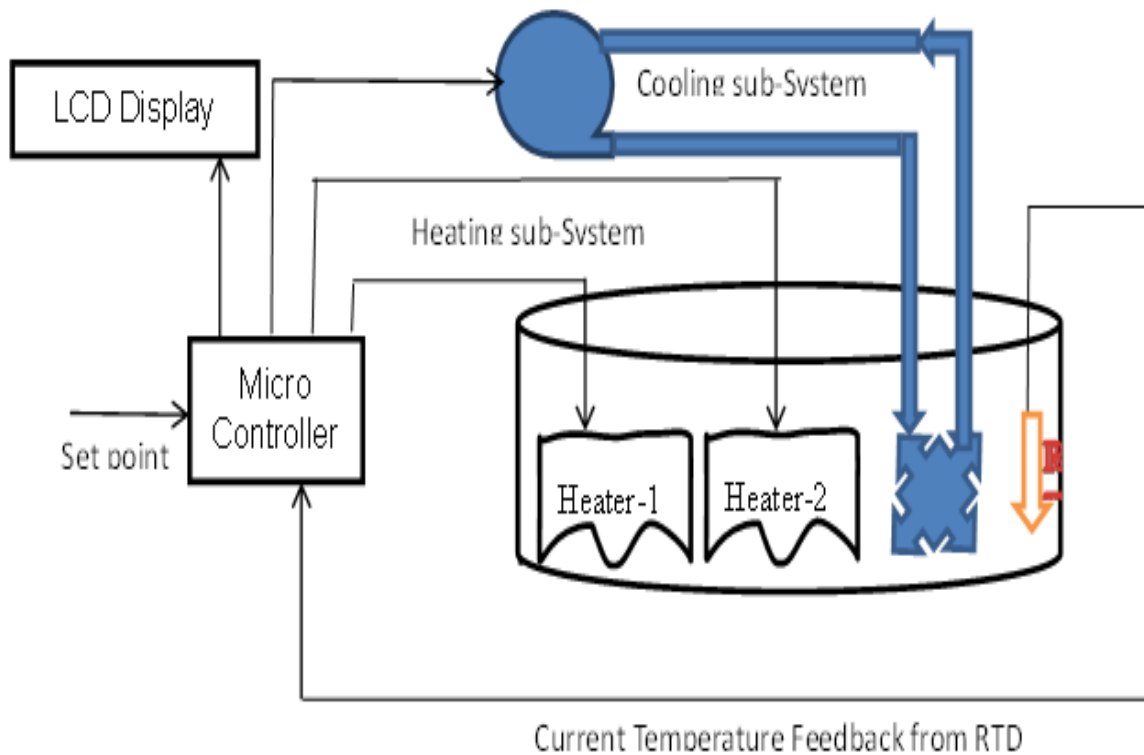 LCD Display
Cooling sub-System
Heating sub-System
Micro
Controller
Set point
Heater-1
Heater-2
R
Current Temperature Feedback from RTD